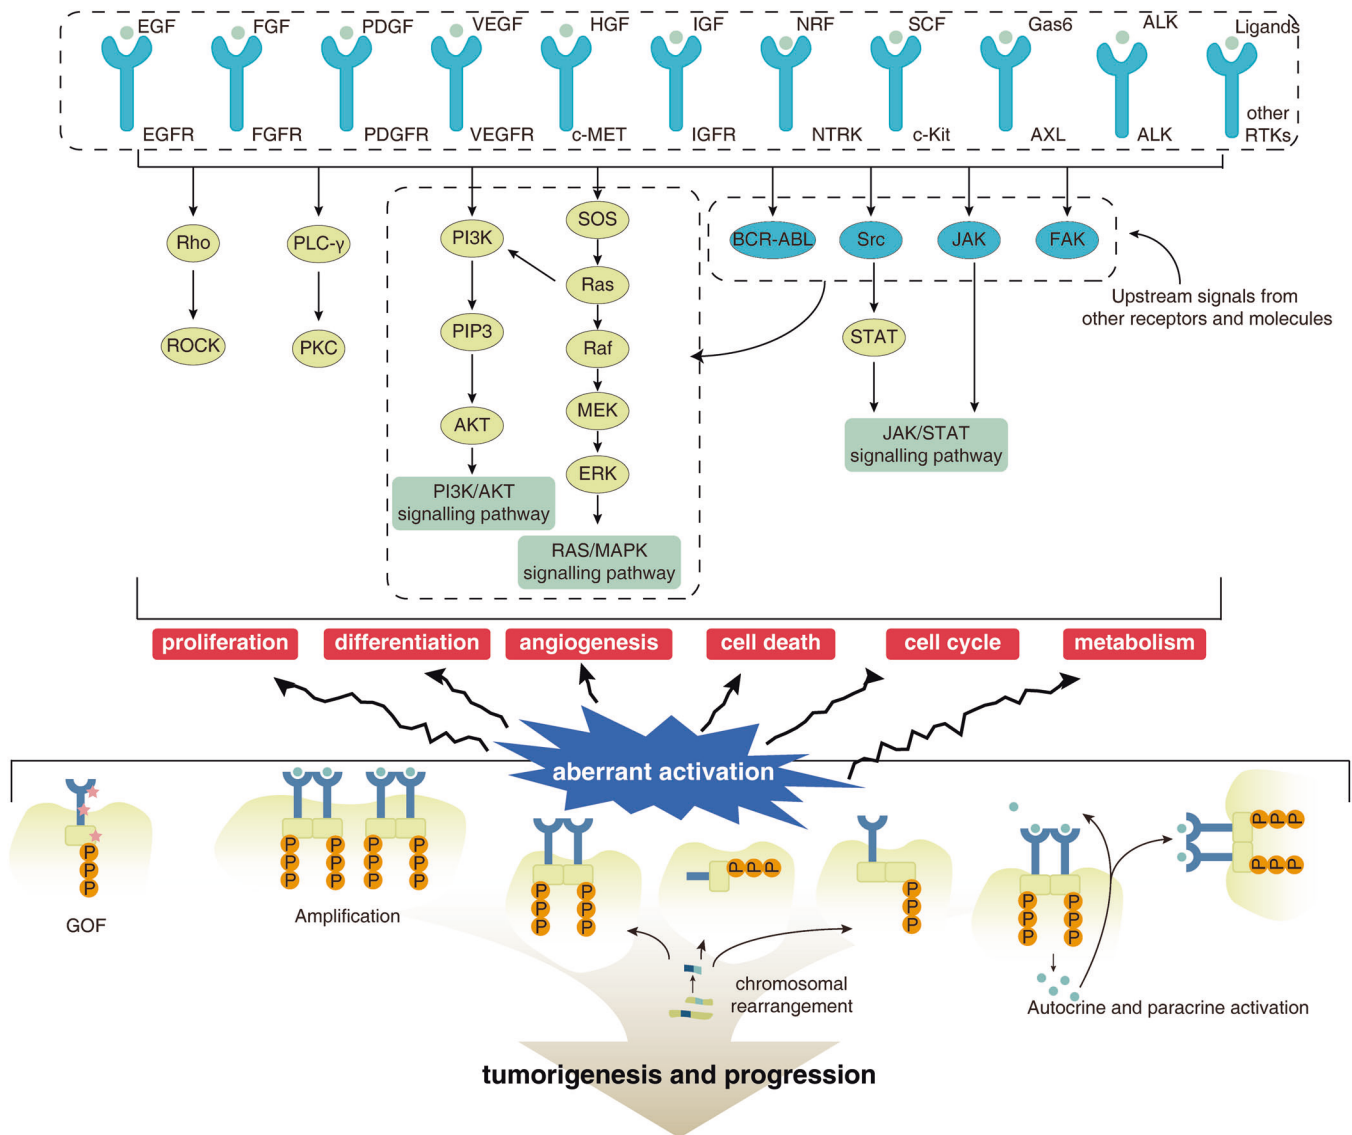 EGF
FGF
PDGF
VEGF
HGF
IGF
NRF
SCF
Gas6
ALK
Ligands
EGFR
FGFR
PDGFR
VEGFR
c-MET
IGFR
NTRK
c-Kit
AXL
ALK
other
RTKs
Rho
PLC-γ
PI3K
SOS
BCR-ABL
Src
JAK
FAK
Ras
Upstream signals from
other receptors and molecules
ROCK
PKC
PIP3
Raf
STAT
AKT
MEK
JAK/STAT
signalling pathway
ERK
PI3K/AKT
signalling pathway
RAS/MAPK
signalling pathway
proliferation
differentiation
angiogenesis
cell death
cell cycle
metabolism
aberrant activation
P
P
P
GOF
P
P
P
P
P
P
P
P
P
P
P
P
Amplification
P
P
P
P
P
P
P
P
P
P
P
P
chromosomal
rearrangement
P
P
P
P
P
P
P
P
P
P
P
P
Autocrine and paracrine activation
tumorigenesis and progression